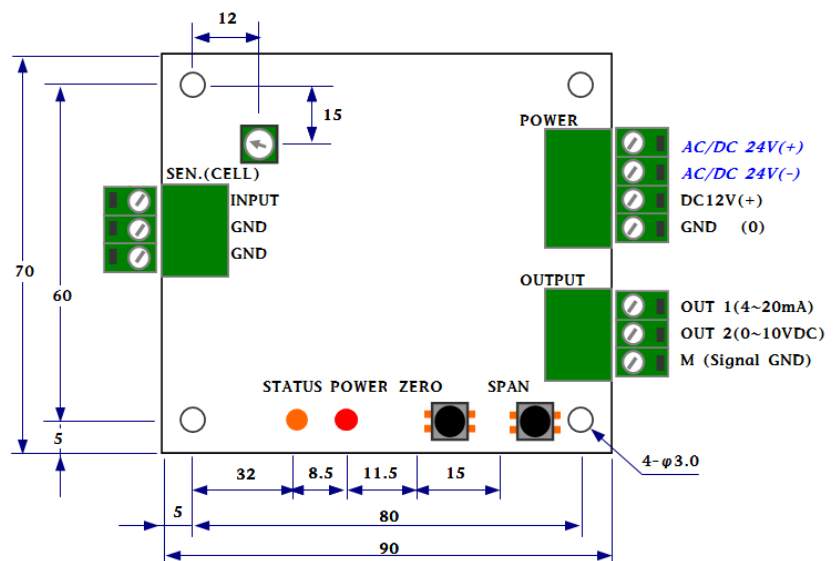 12
15
POWER
AC/DC 24V(+)
AC/DC 24V(-)
DC12V(+)
GND (0)
SEN.(CELL)
INPUT
GND
GND
70
60
OUTPUT
OUT 1(4~20mA)
OUT 2(0~10VDC)
M (Signal GND)
STATUS POWER ZERO SPAN
5
4-φ3.0
32
8.5
11.5
15
5
80
90